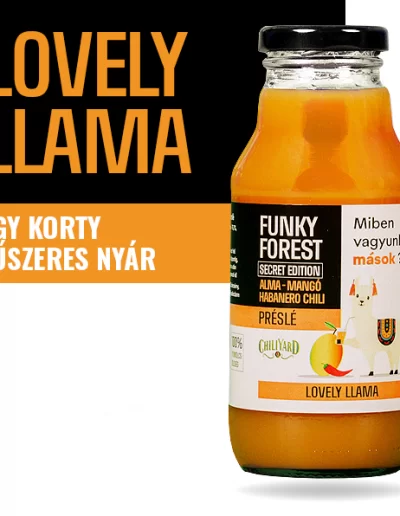 LOVELY
LLAMA
GY KORTY
ŰSZERES NYÁR
FUNKY
FOREST
SECRET EDITION
ALMA-MANGÓ
HABANERO CHILI
PRÉSLÉ
CHILIYARD
100%
Miben
vagyunk
mások?
LOVELY LLAMA